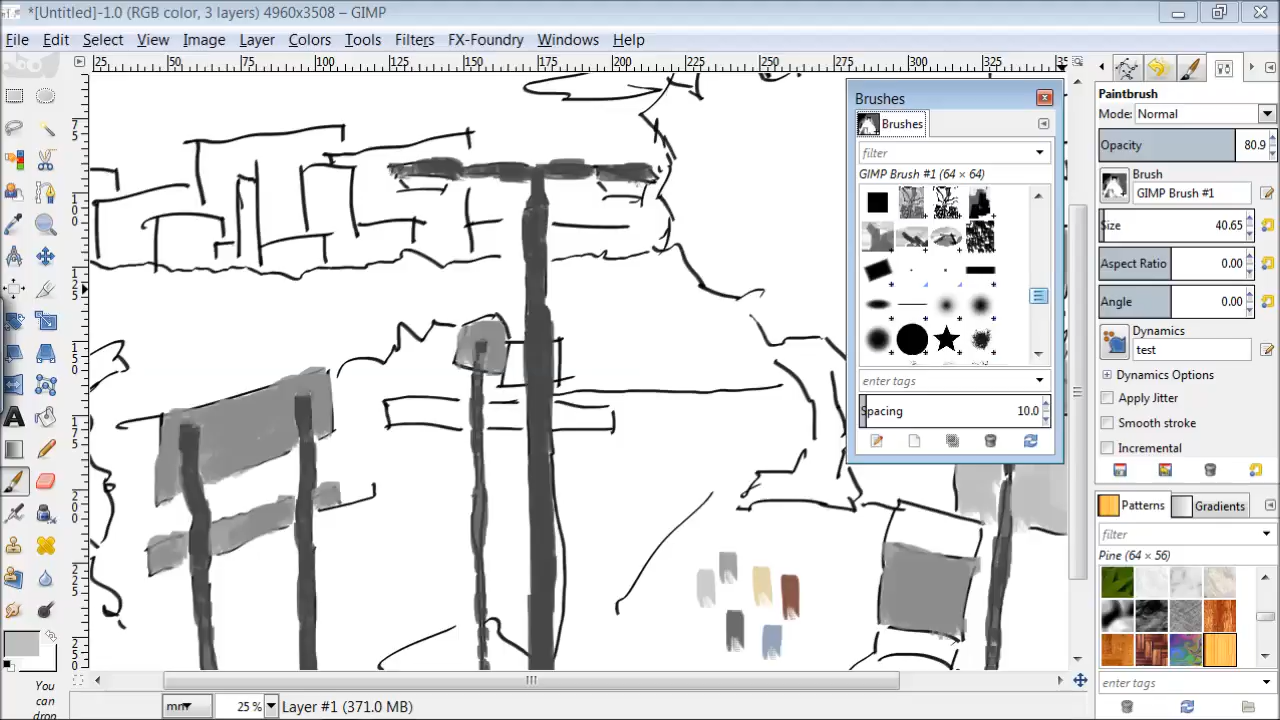 *[Untitled]-1.0 (RGB color, 3 layers) 4960x3508 – GIMP
File Edit Select View Image Layer Colors Tools Filters FX-Foundry Windows Help
25 50 75 100 125 150 175 200 225 250 275 300 325
Brushes
Brushes
filter
GIMP Brush #1 (64 × 64)
enter tags
Spacing 10.0
Paintbrush
Mode: Normal
Opacity 80.9
Brush
GIMP Brush #1
Size 40.65
Aspect Ratio 0.00
Angle 0.00
Dynamics
test
Dynamics Options
Apply Jitter
Smooth stroke
Incremental
Patterns Gradients
filter
Pine (64 × 56)
enter tags
You
can
drop
mm 25 % Layer #1 (371.0 MB)